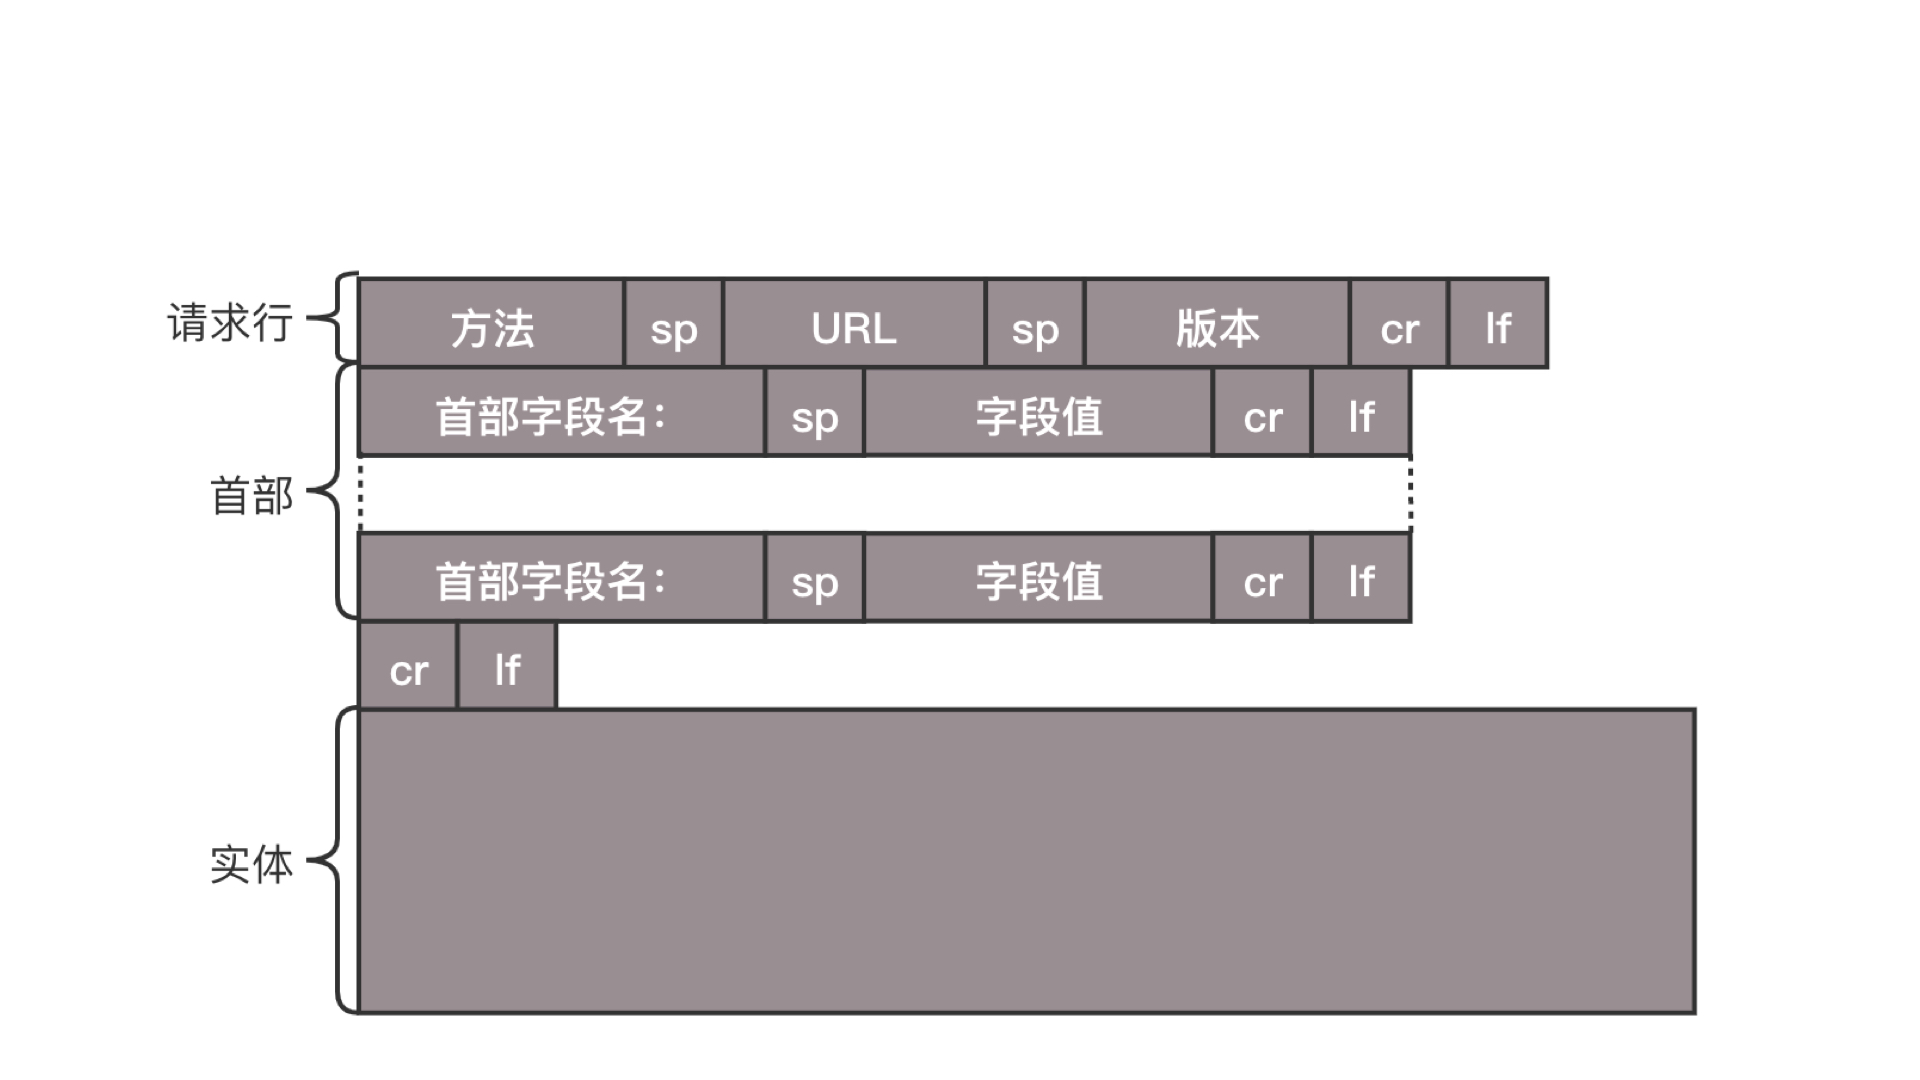 请求行 方法 sp URL sp 版本 cr lf
首部字段名： sp 字段值 cr lf
首部
首部字段名： sp 字段值 cr lf
cr lf
实体